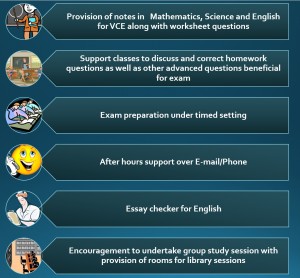 Provision of notes in Mathematics, Science and English
for VCE along with worksheet questions
Support classes to discuss and correct homework
questions as well as other advanced questions beneficial
for exam
Exam preparation under timed setting
After hours support over E-mail/Phone
Essay checker for English
Encouragement to undertake group study session with
provision of rooms for library sessions